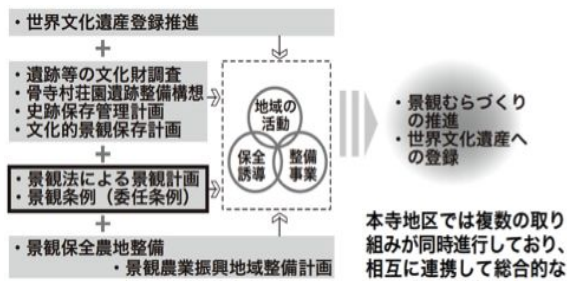 ・世界文化遺産登録推進
＋
・遺跡等の文化財調査
・骨寺村荘園遺跡整備構想
・史跡保存管理計画
・文化的景観保存計画
＋
・景観法による景観計画
・景観条例（委任条例）
＋
・景観保全農地整備
・景観農業振興地域整備計画
地域の
活動
保全
誘導
整備
事業
・景観むらづくり
の推進
・世界文化遺産へ
の登録
本寺地区では複数の取り
組みが同時進行しており、
相互に連携して総合的な